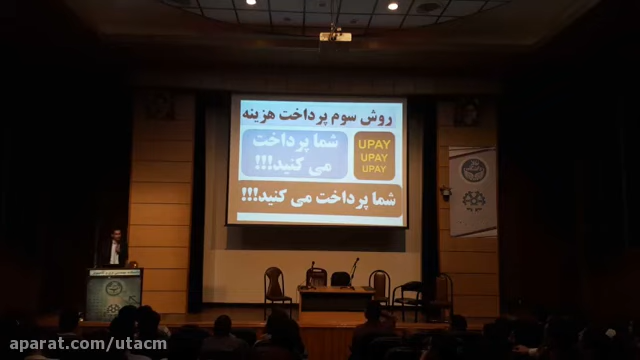 روش سوم پرداخت هزینه
شما پرداخت
می کنید!!!
UPAY
UPAY
UPAY
شما پرداخت می کنید!!!
aparat.com/utacm